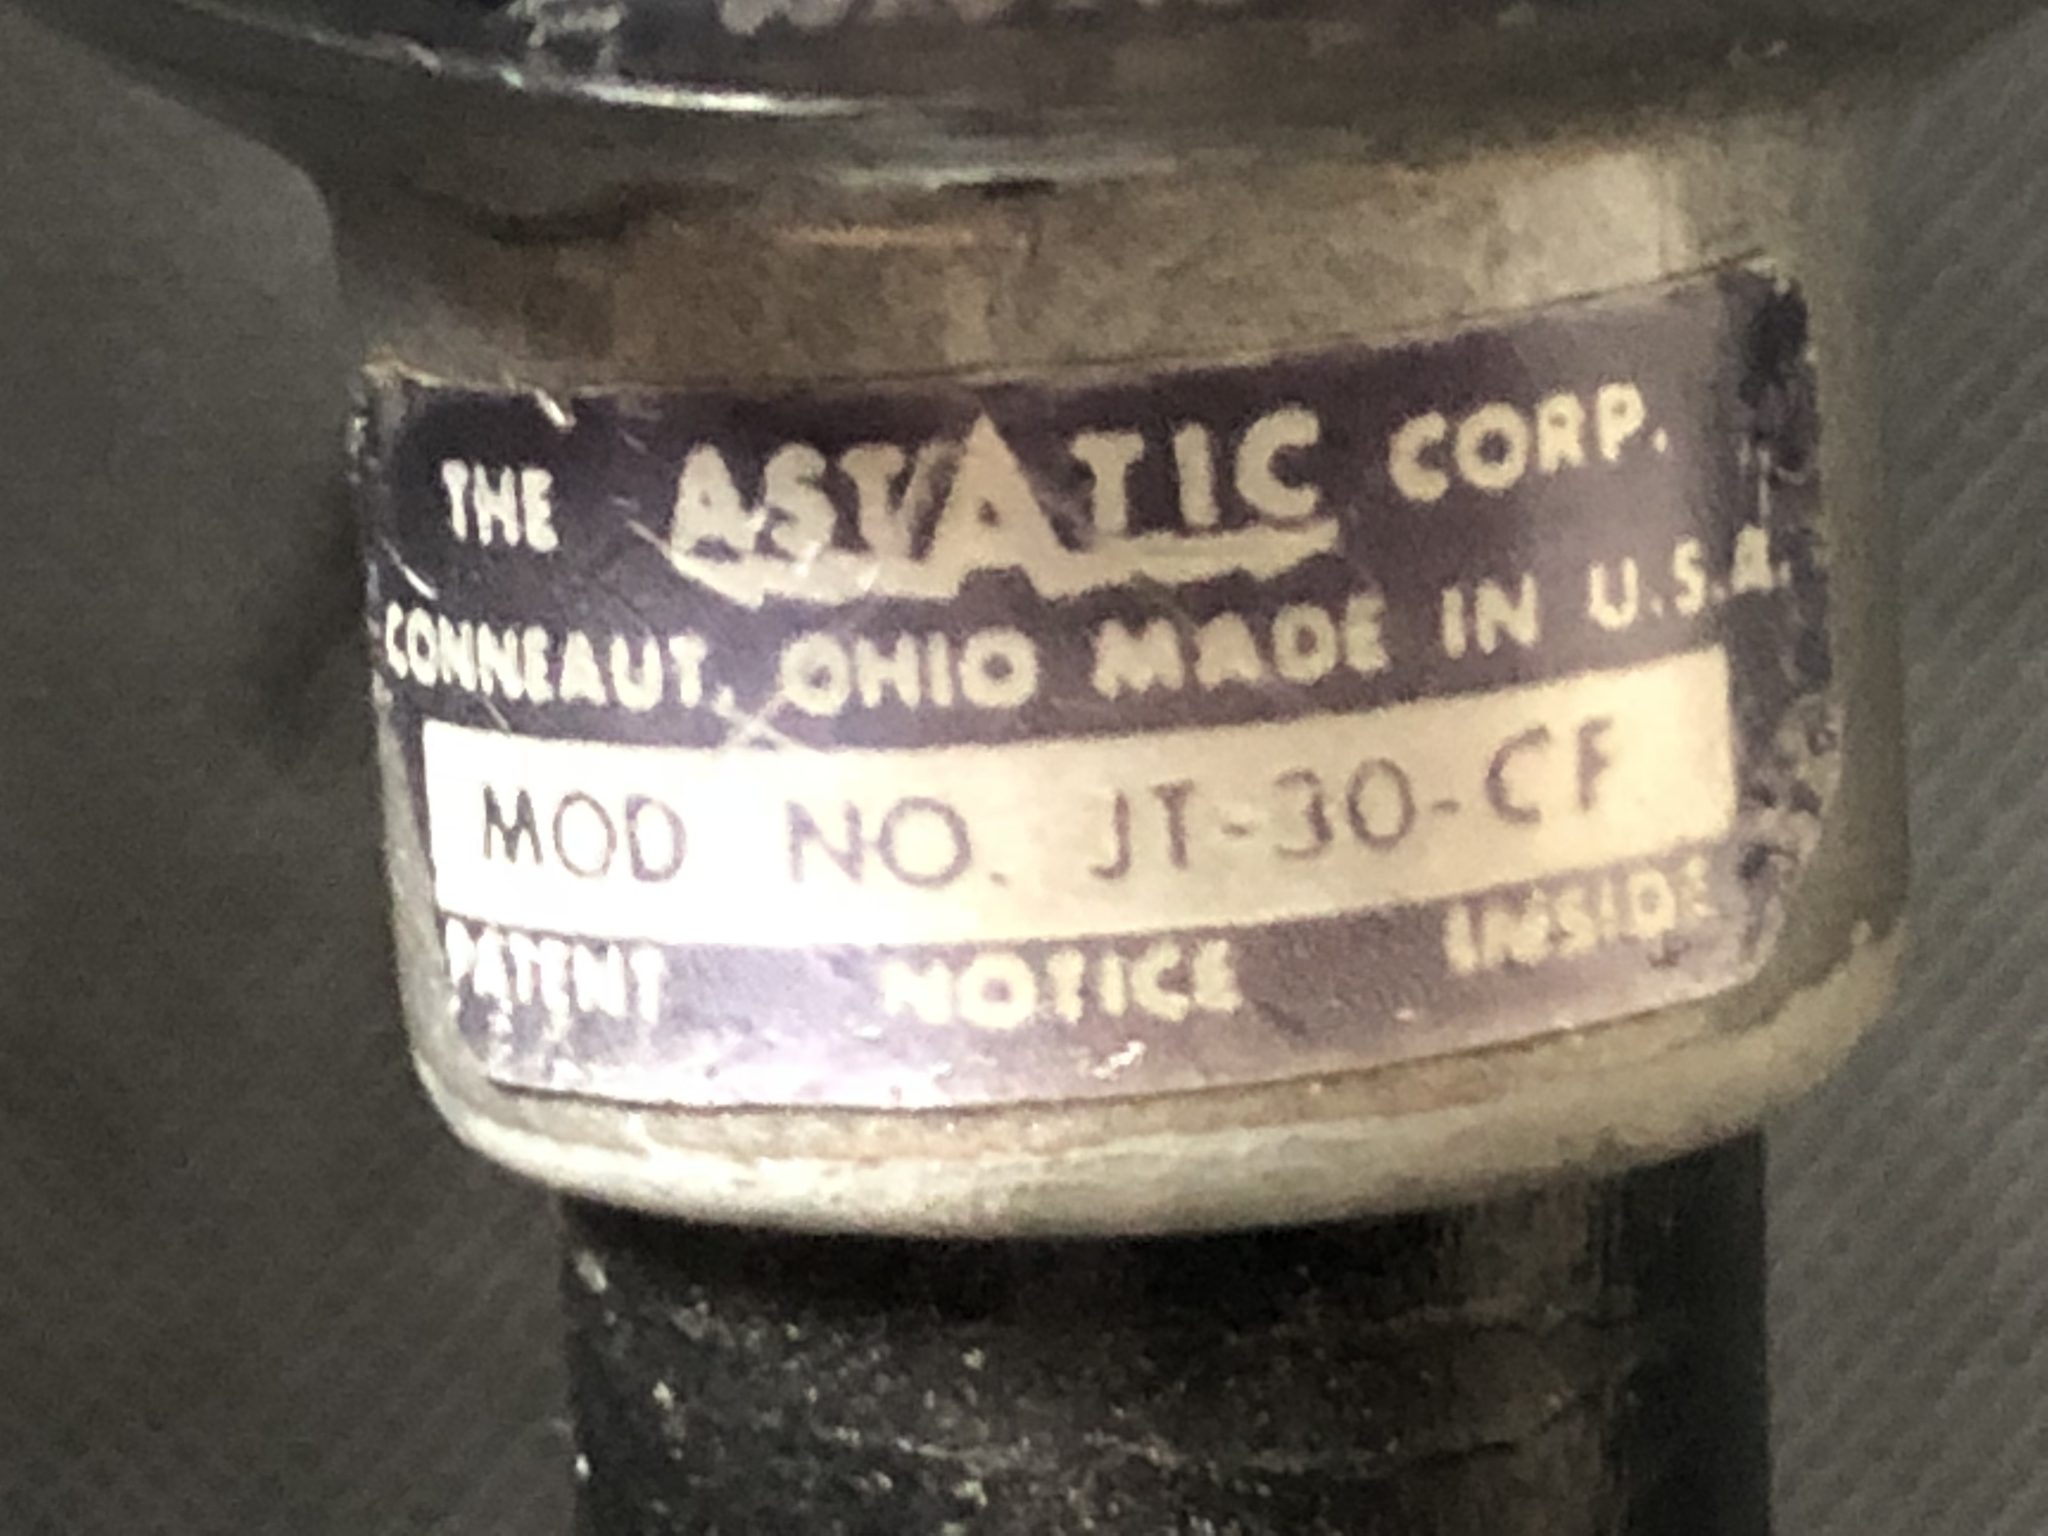 THE ASTATIC CORP.
CONNEAUT, OHIO MADE IN U.S.A.
MOD NO. JT-30-CF
PATENT NOTICE INSIDE